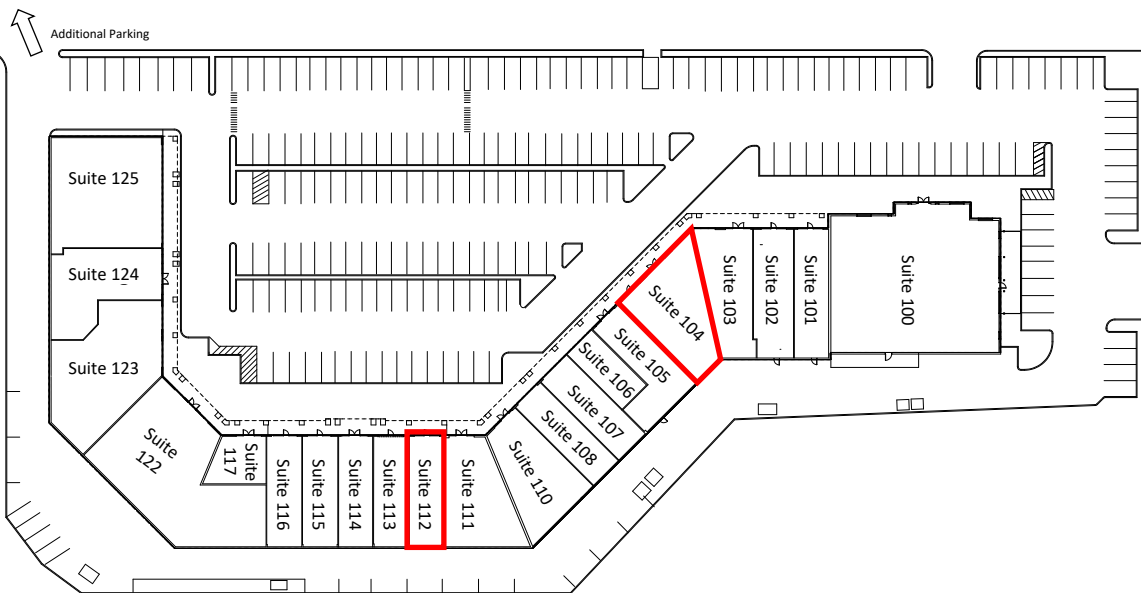 Additional Parking
Suite 125
Suite 124
Suite 123
Suite
122
Suite
117
Suite 116
Suite 115
Suite 114
Suite 113
Suite 112
Suite 111
Suite 110
Suite 108
Suite 107
Suite 106
Suite 105
Suite 104
Suite 103
Suite 102
Suite 101
Suite 100